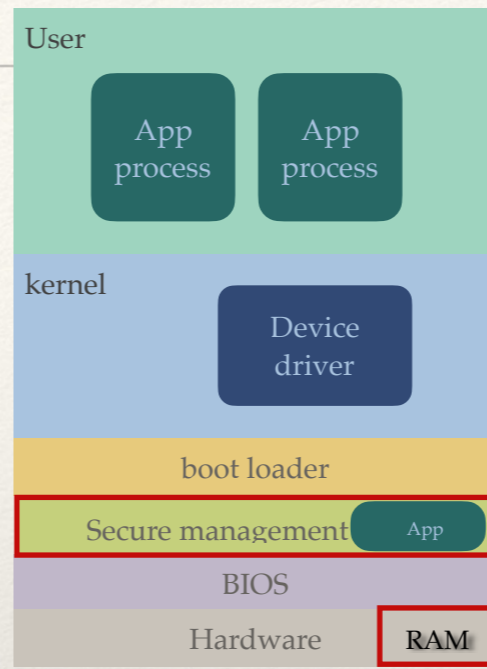 User
App App
process process
kernel
Device
driver
boot loader
Secure management App
BIOS
Hardware RAM